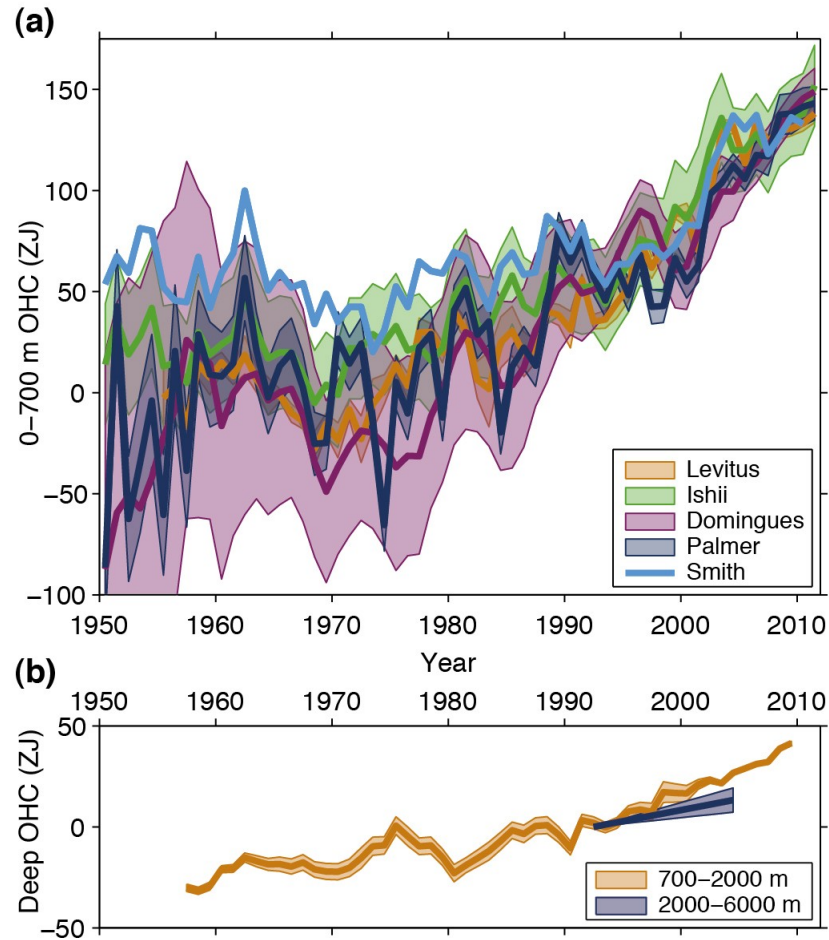 (a)
0–700 m OHC (ZJ)
150
100
50
0
−50
−100
Levitus
Ishii
Domingues
Palmer
Smith
1950 1960 1970 1980 1990 2000 2010
Year
(b)
1950 1960 1970 1980 1990 2000 2010
Deep OHC (ZJ)
50
0
−50
700–2000 m
2000–6000 m